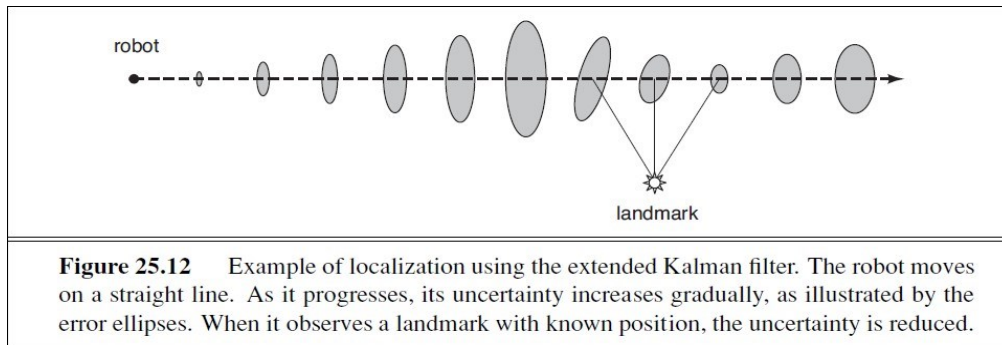 robot
landmark
Figure 25.12 Example of localization using the extended Kalman filter. The robot moves
on a straight line. As it progresses, its uncertainty increases gradually, as illustrated by the
error ellipses. When it observes a landmark with known position, the uncertainty is reduced.